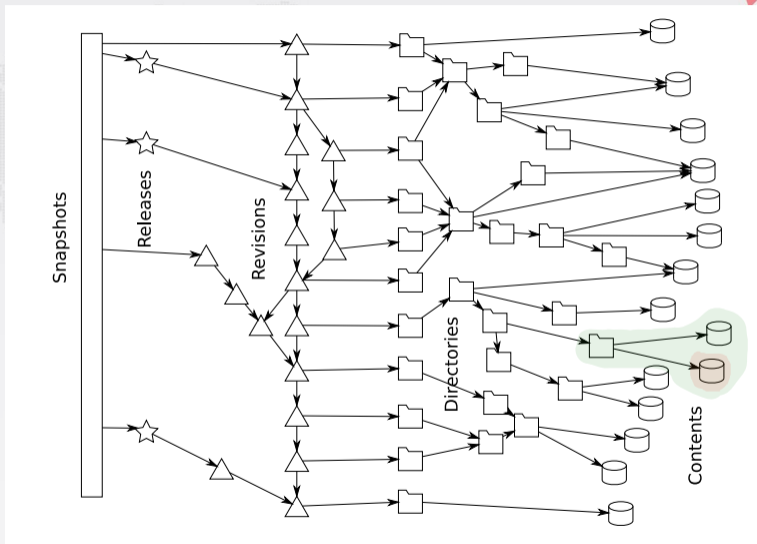 Snapshots
Releases
Revisions
Directories
Contents